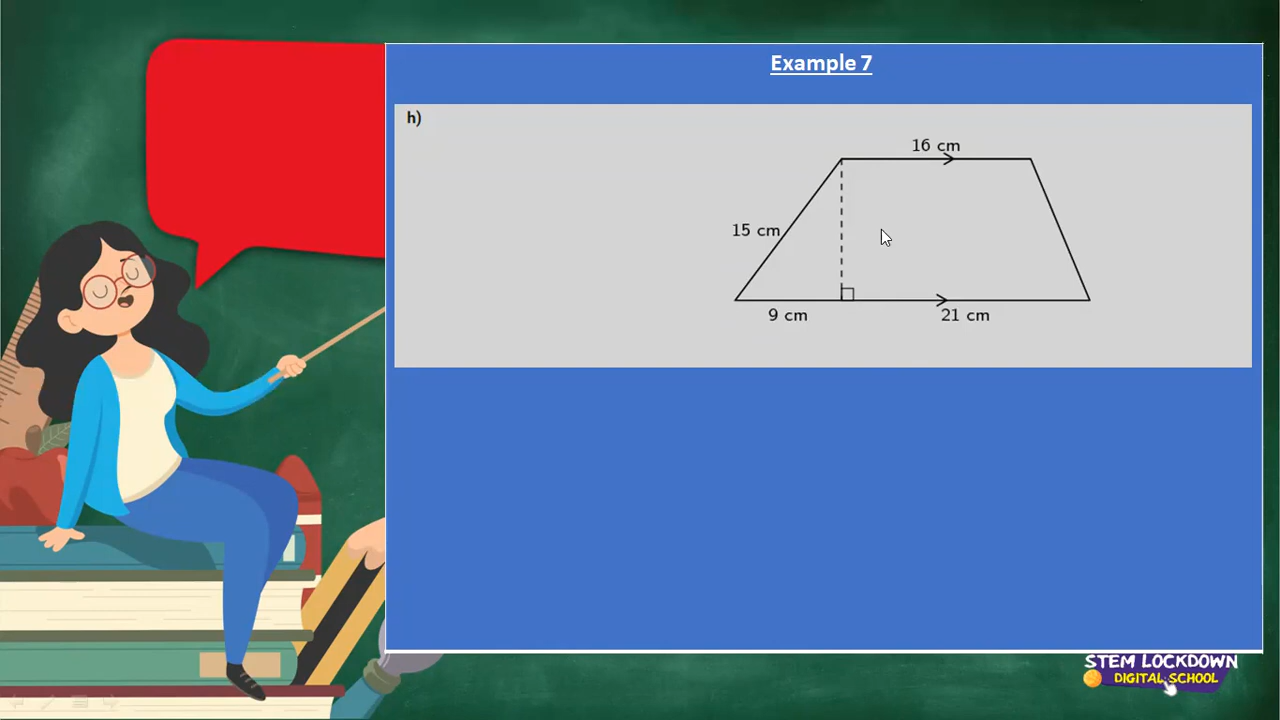 Example 7
h)
16 cm
15 cm
9 cm
21 cm
STEM LOCKDOWN
DIGITAL SCHOOL